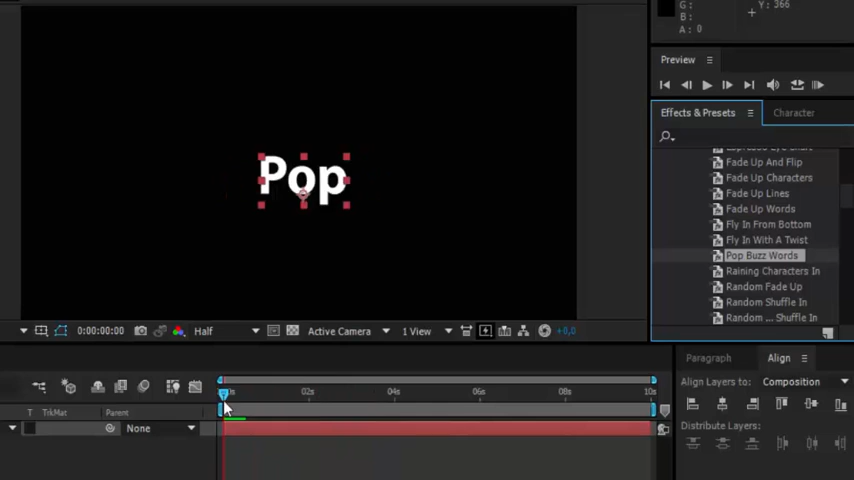 G :
B :
A : 0
Y : 366
Preview
Effects & Presets
Character
Fade Up And Flip
Fade Up Characters
Fade Up Lines
Fade Up Words
Fly In From Bottom
Fly In With A Twist
Pop Buzz Words
Raining Characters In
Random Fade Up
Random Shuffle In
Random ... Shuffle In
Pop
0:00:00:00
Half
Active Camera
1 View
+0,0
02s
04s
06s
08s
10s
T TrkMat Parent
None
Paragraph
Align
Align Layers to: Composition
Distribute Layers: